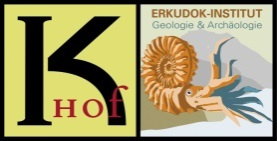 K
HOf
ERKUDOK-INSTITUT
Geologie & Archäologie